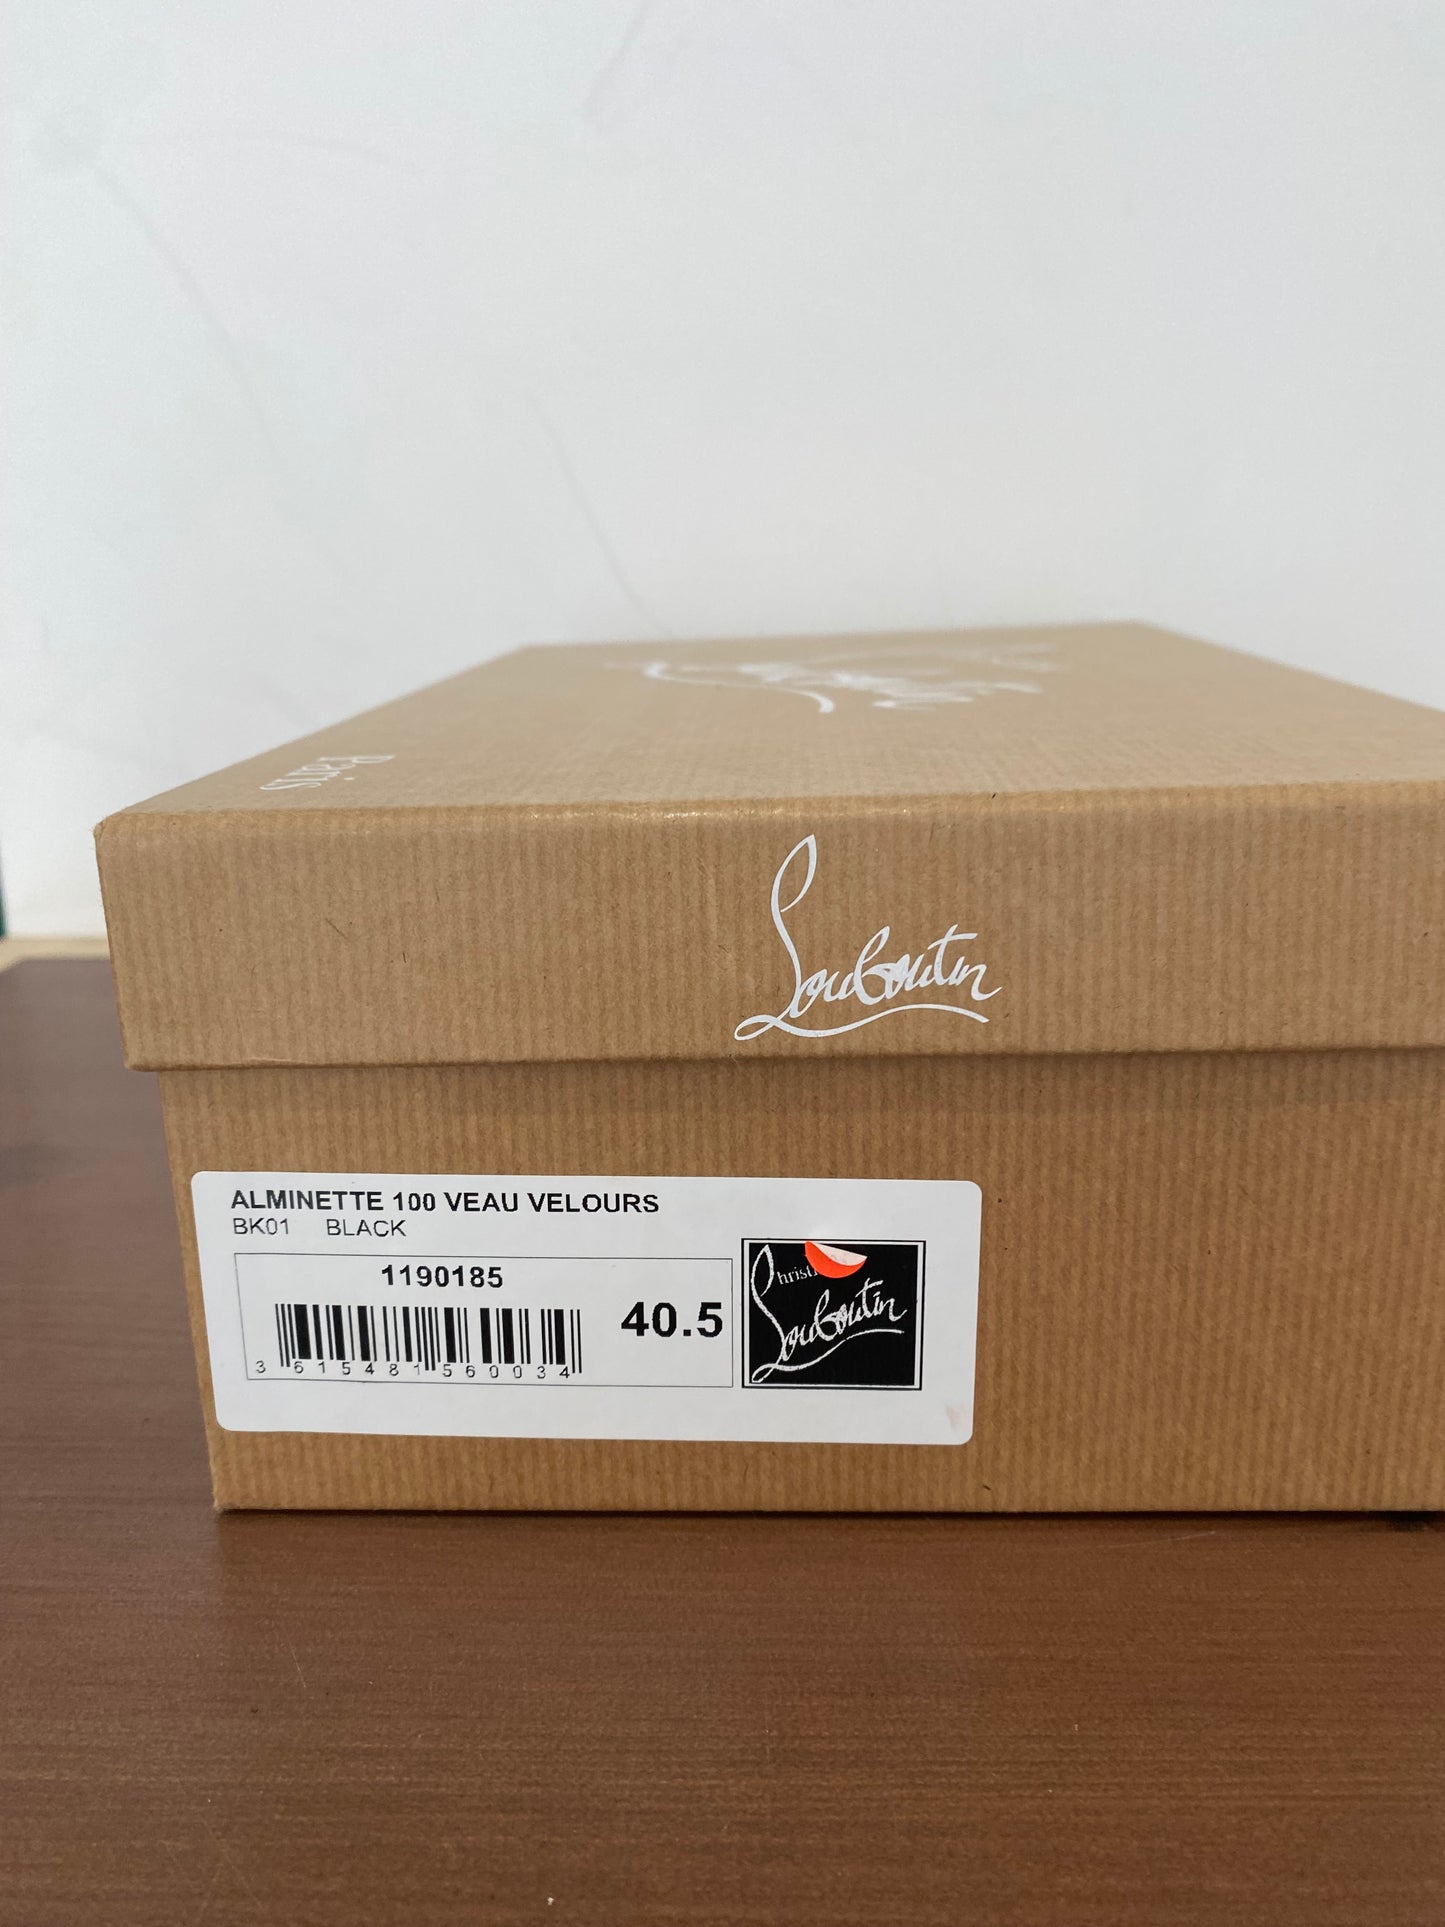 Paris
Louboutin
ALMINETTE 100 VEAU VELOURS
BK01 BLACK
1190185
40.5
3 615481 560034
Louboutin